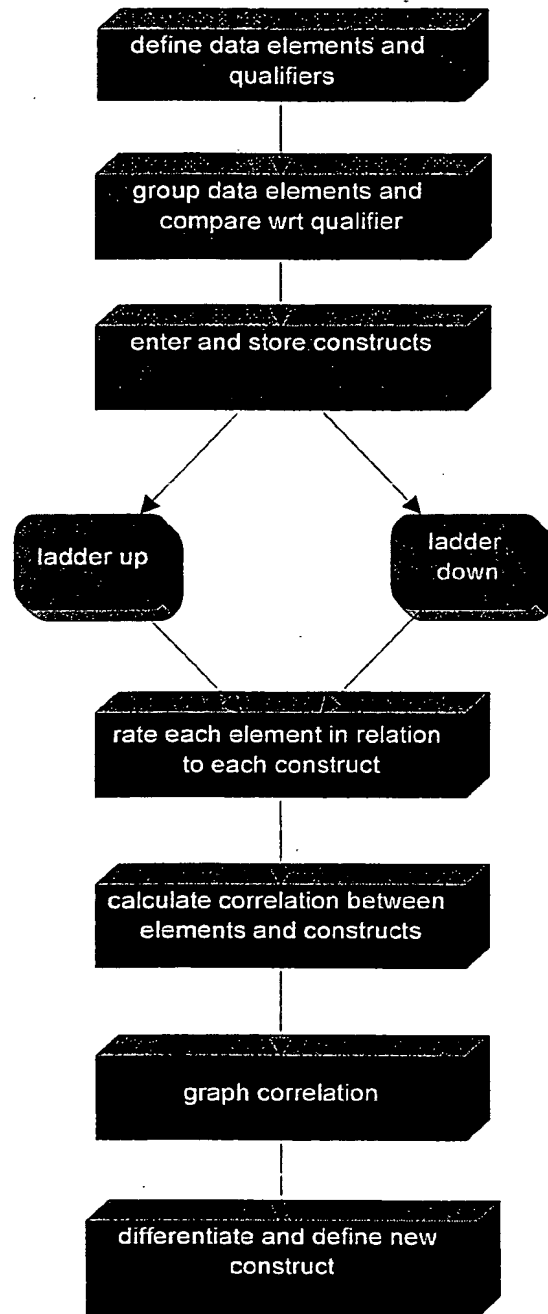 define data elements and
qualifiers
group data elements and
compare wrt qualifier
enter and store constructs
ladder up
ladder
down
rate each element in relation
to each construct
calculate correlation between
elements and constructs
graph correlation
differentiate and define new
construct